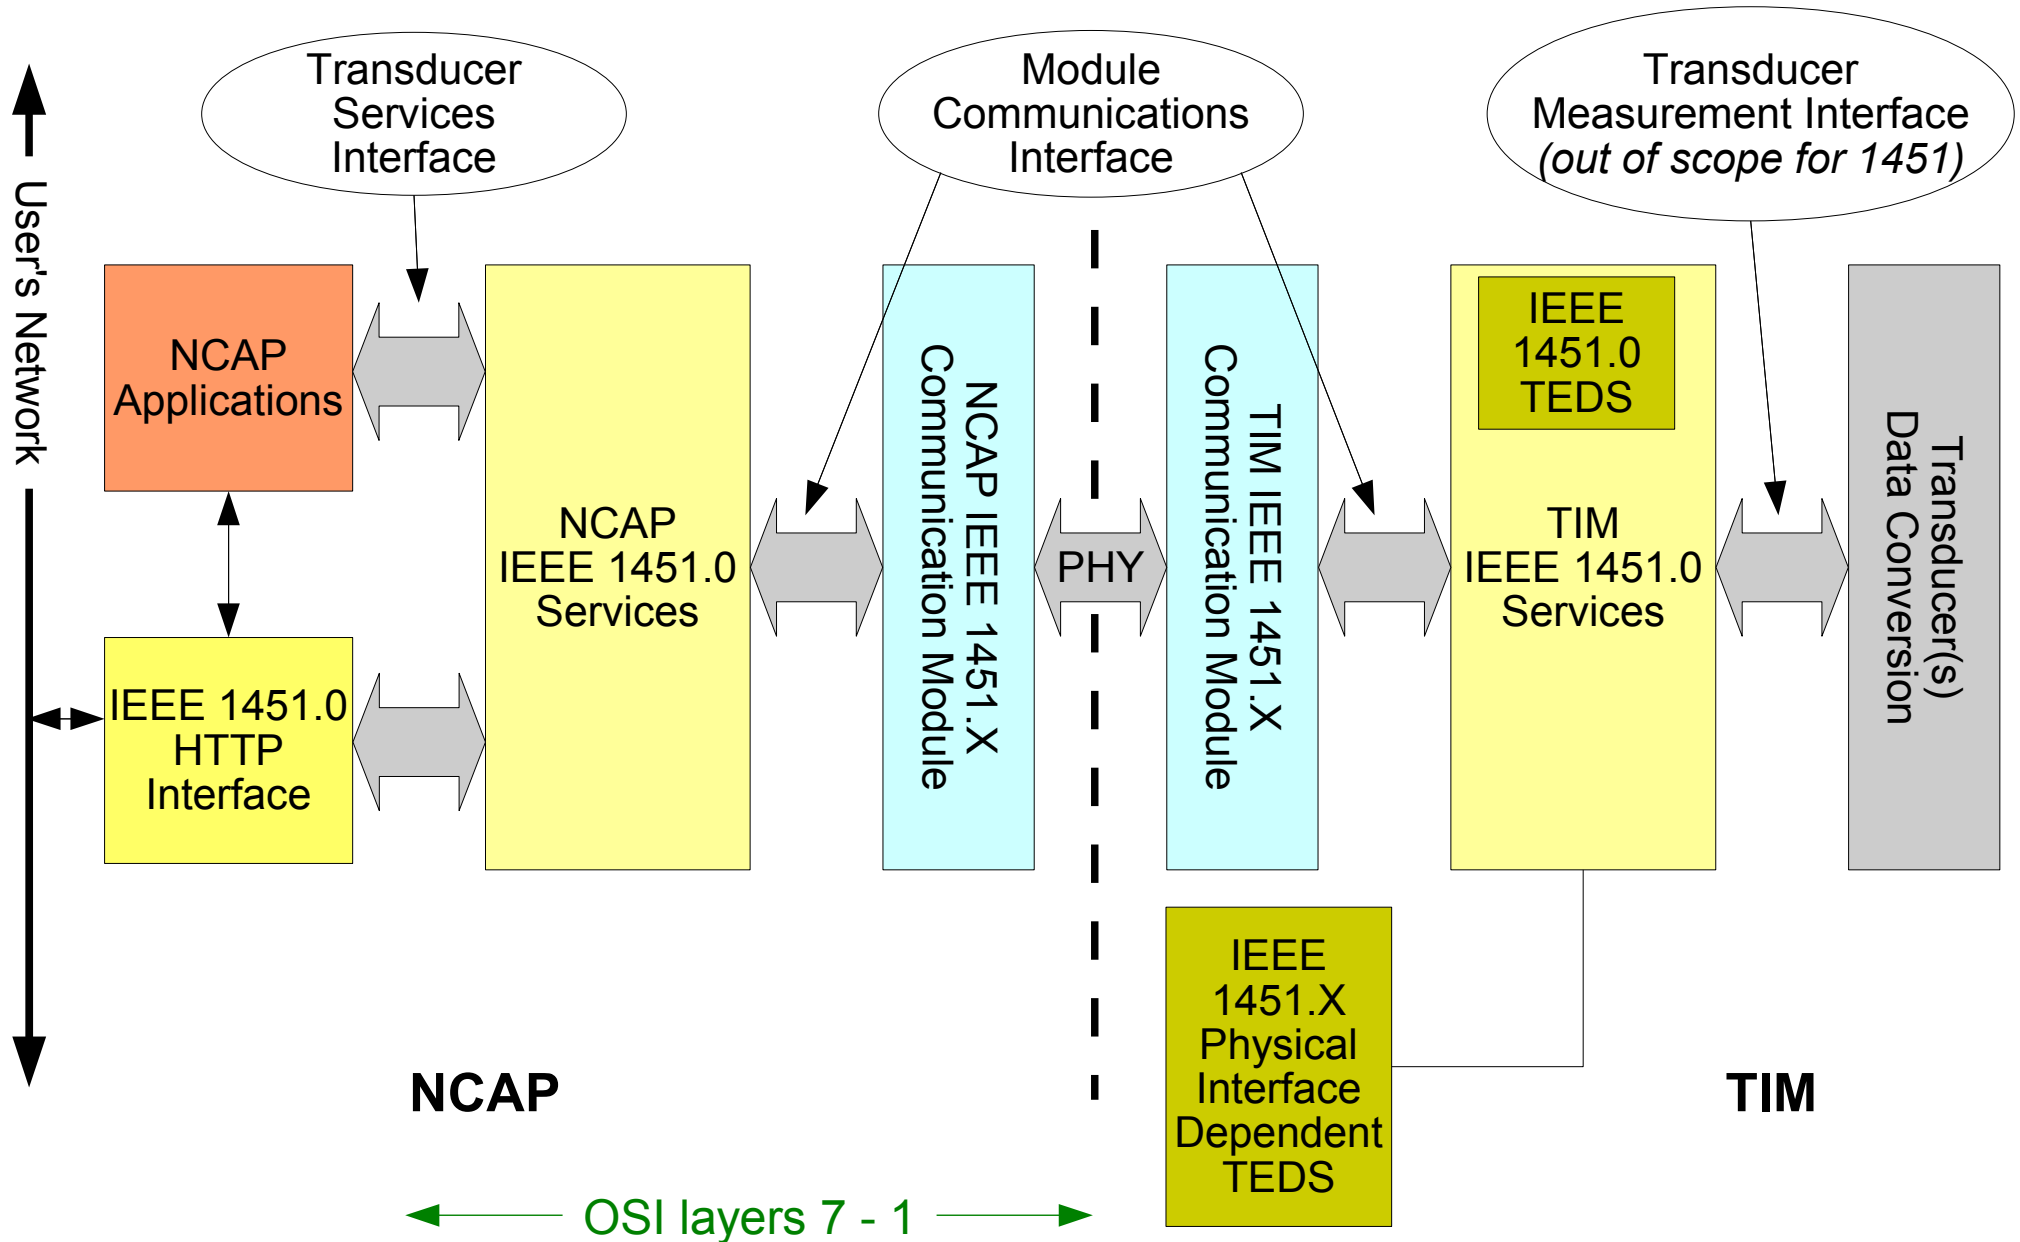 Transducer
Services
Interface
Module
Communications
Interface
Transducer
Measurement Interface
(out of scope for 1451)
User's Network
NCAP
Applications
IEEE 1451.0
HTTP
Interface
NCAP
IEEE 1451.0
Services
NCAP IEEE 1451.X
Communication Module
PHY
TIM IEEE 1451.X
Communication Module
IEEE
1451.0
TEDS
TIM
IEEE 1451.0
Services
Transducer(s)
Data Conversion
IEEE
1451.X
Physical
Interface
Dependent
TEDS
NCAP
TIM
OSI layers 7 - 1